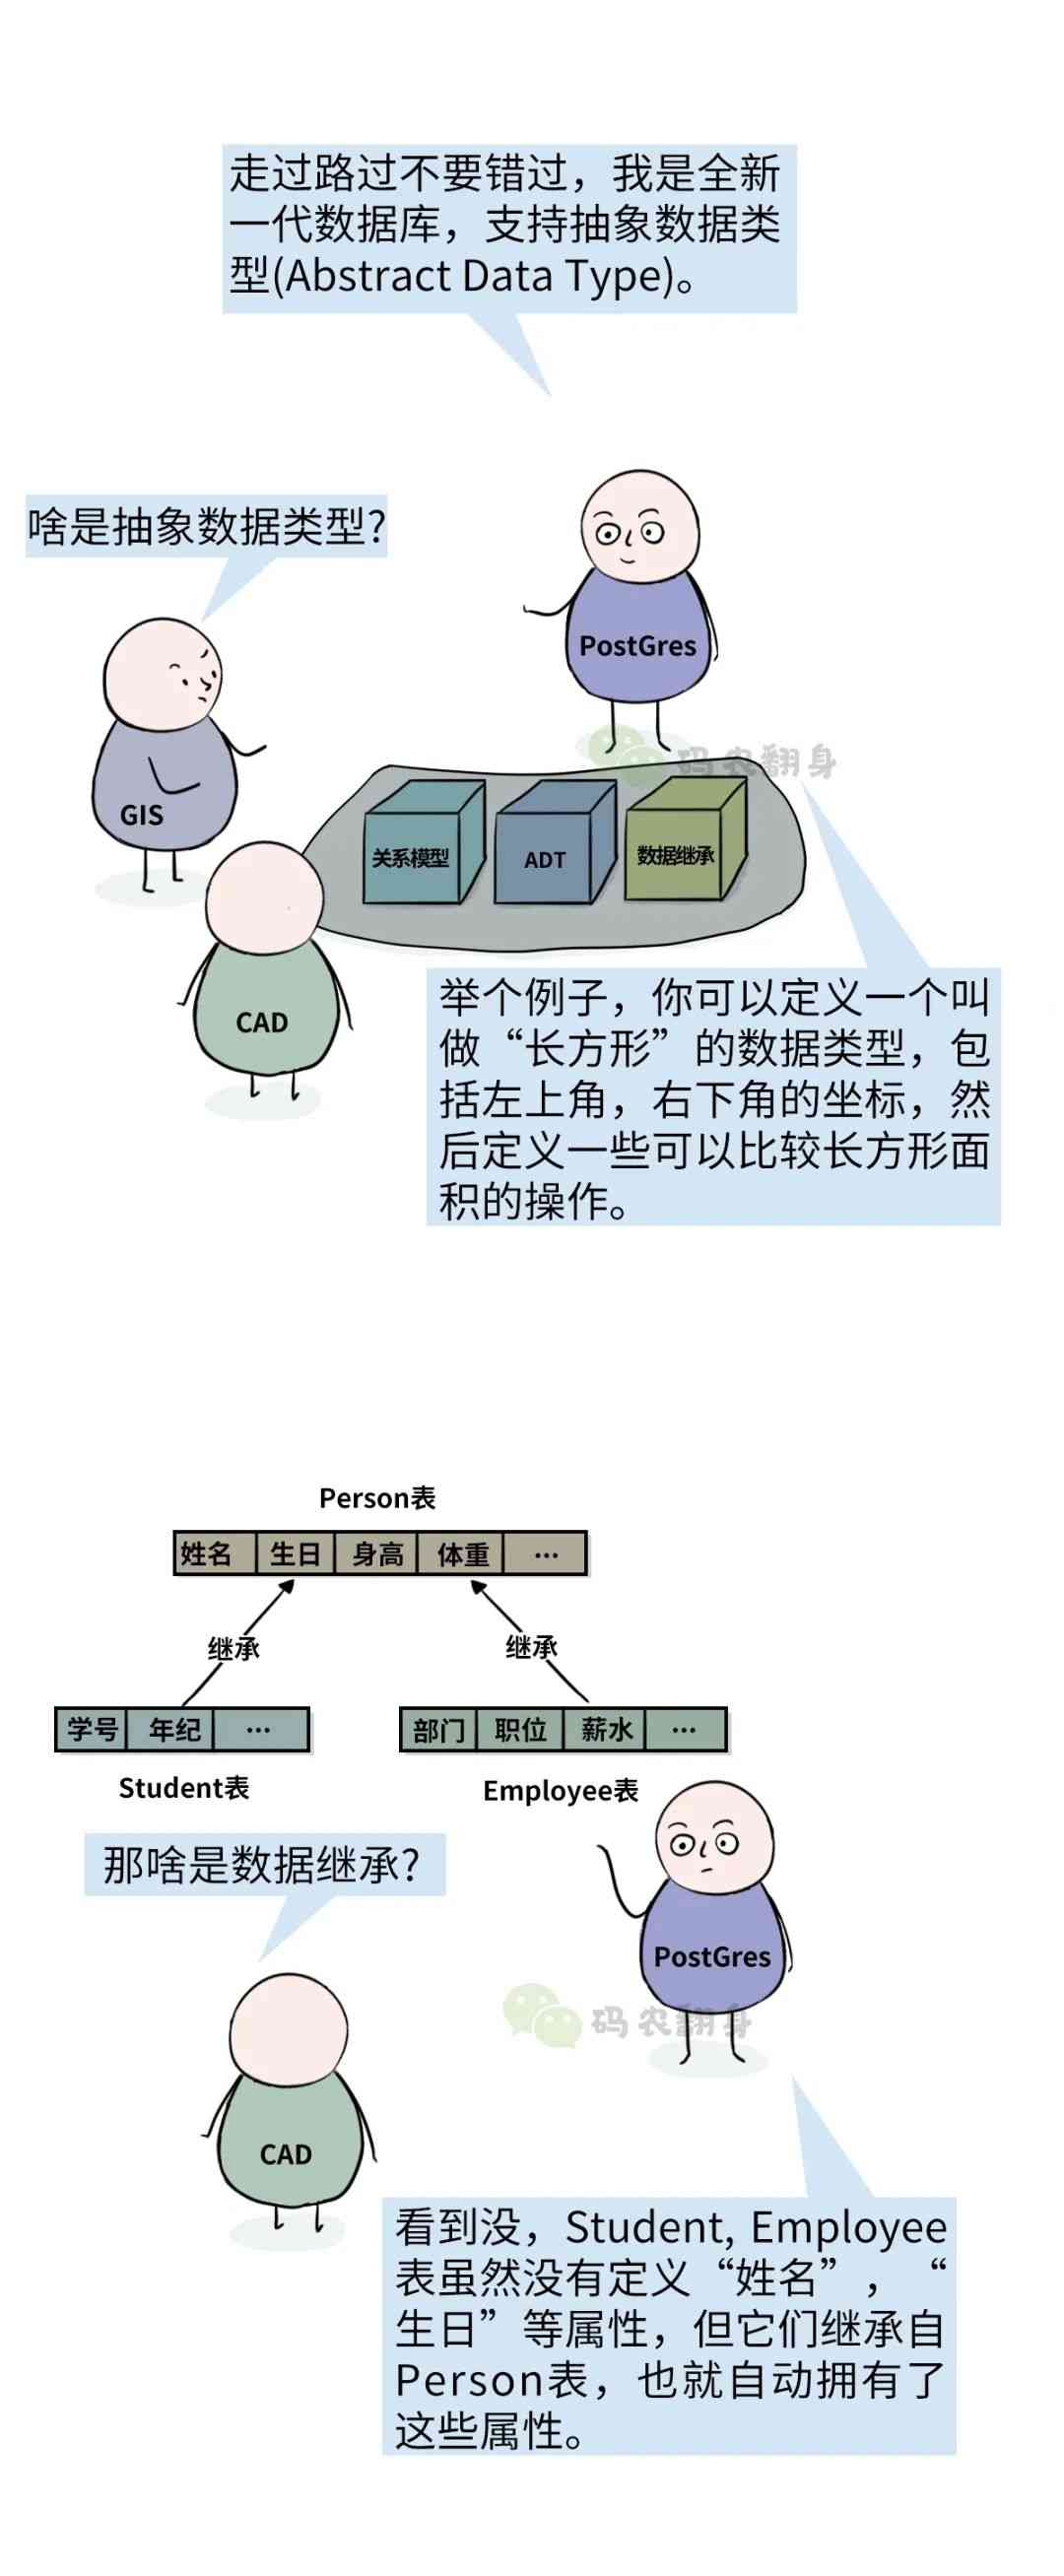 走过路过不要错过，我是全新
一代数据库，支持抽象数据类
型(Abstract Data Type)。
啥是抽象数据类型?
PostGres
码农翻身
GIS
关系模型
ADT
数据继承
CAD
举个例子，你可以定义一个叫
做“长方形”的数据类型，包
括左上角，右下角的坐标，然
后定义一些可以比较长方形面
积的操作。
Person表
姓名 生日 身高 体重 ...
继承 继承
学号 年纪 ...
部门 职位 薪水 ...
Student表
Employee表
那啥是数据继承?
PostGres
码农翻身
CAD
看到没，Student, Employee
表虽然没有定义“姓名”，“
生日”等属性，但它们继承自
Person表，也就自动拥有了
这些属性。